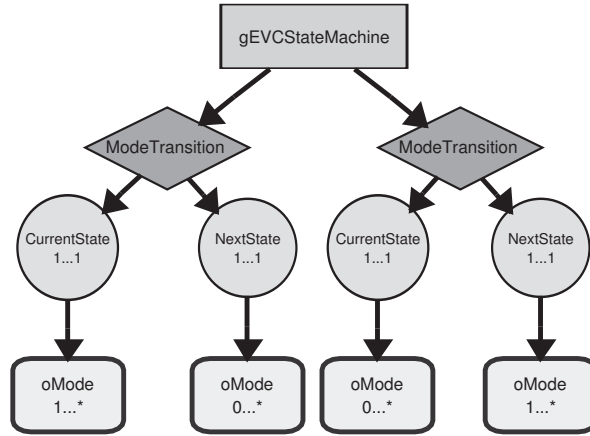 gEVCStateMachine
ModeTransition
ModeTransition
CurrentState
1...1
NextState
1...1
CurrentState
1...1
NextState
1...1
oMode
1...*
oMode
0...*
oMode
0...*
oMode
1...*